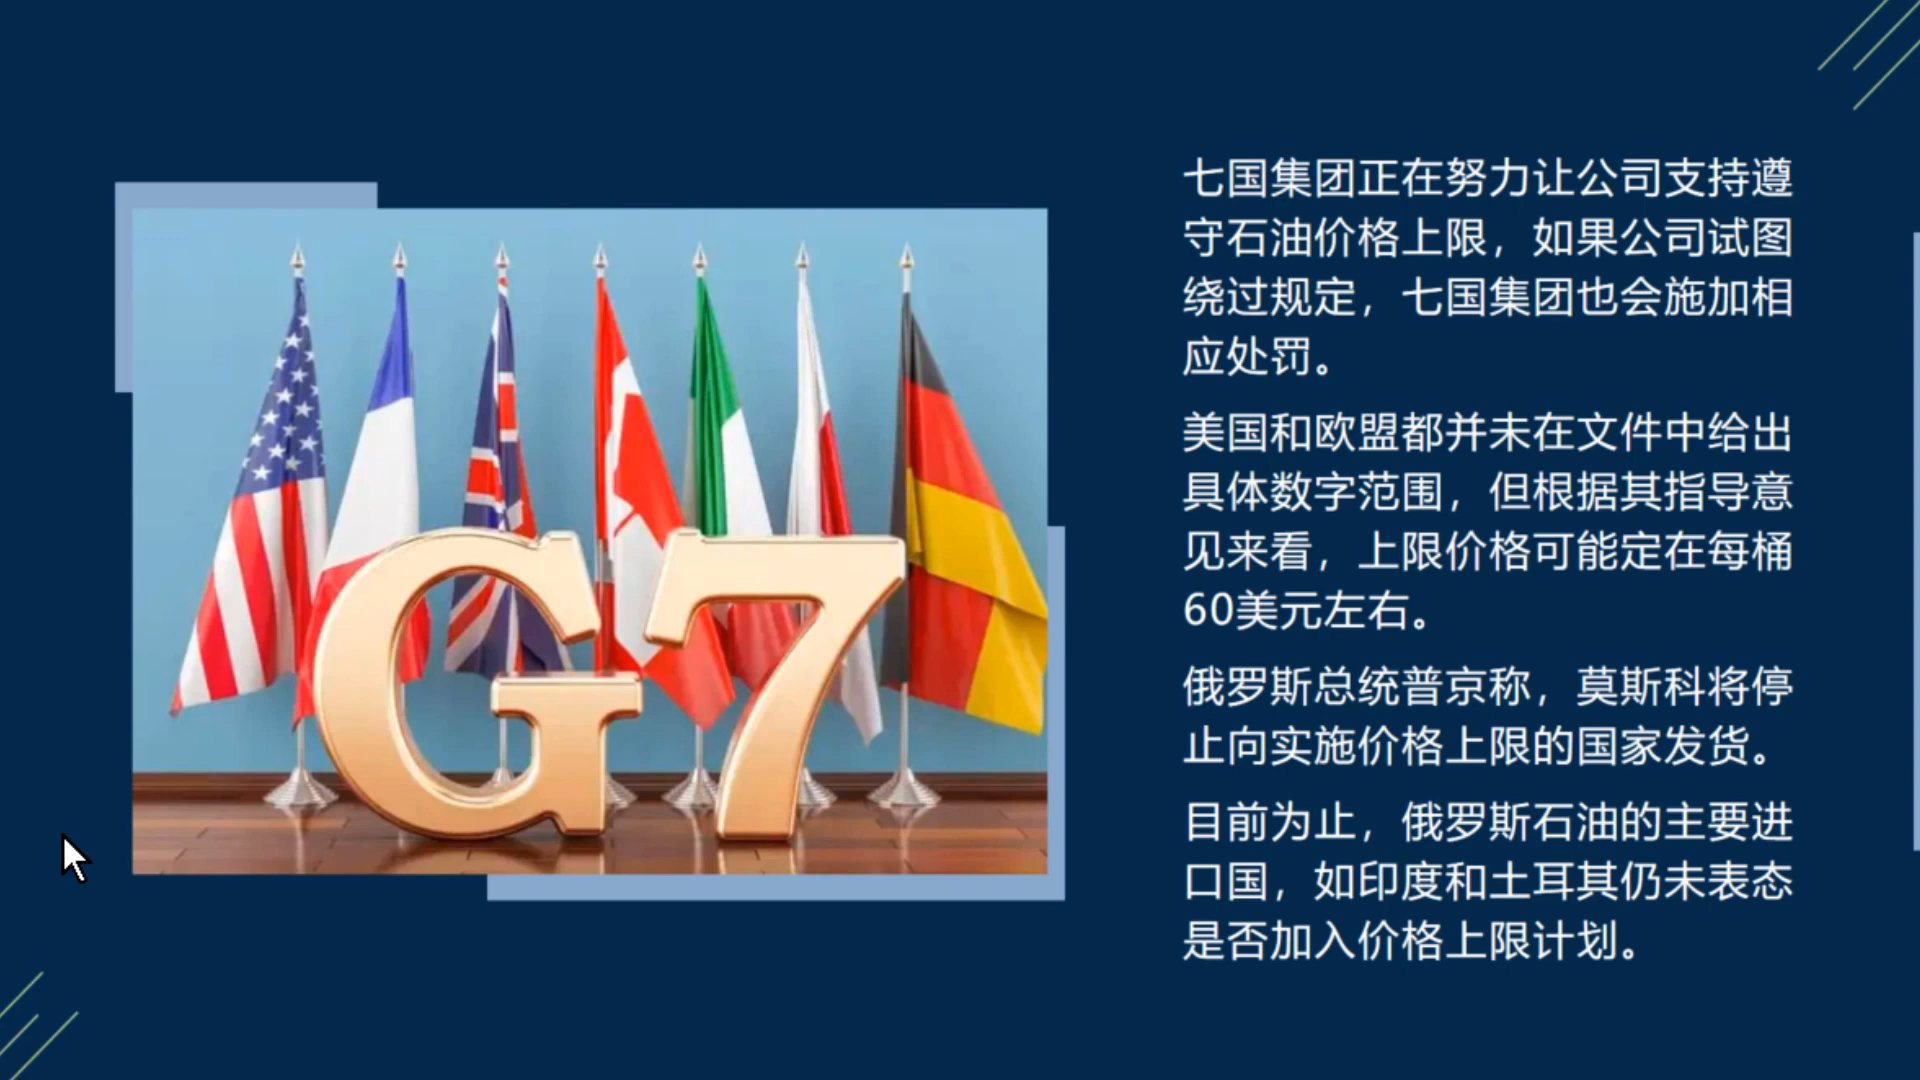 G7
七国集团正在努力让公司支持遵
守石油价格上限，如果公司试图
绕过规定，七国集团也会施加相
应处罚。
美国和欧盟都并未在文件中给出
具体数字范围，但根据其指导意
见来看，上限价格可能定在每桶
60美元左右。
俄罗斯总统普京称，莫斯科将停
止向实施价格上限的国家发货。
目前为止，俄罗斯石油的主要进
口国，如印度和土耳其仍未表态
是否加入价格上限计划。